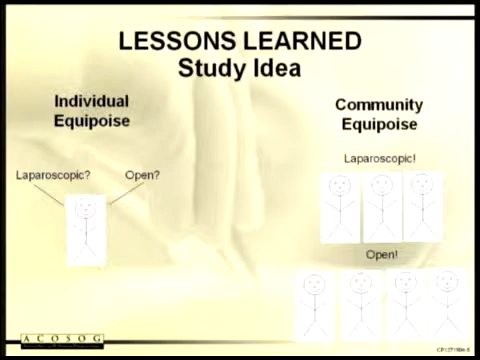 LESSONS LEARNED
Study Idea
Individual
Equipoise
Laparoscopic?
Open?
Community
Equipoise
Laparoscopic!
Open!
ACOSOG